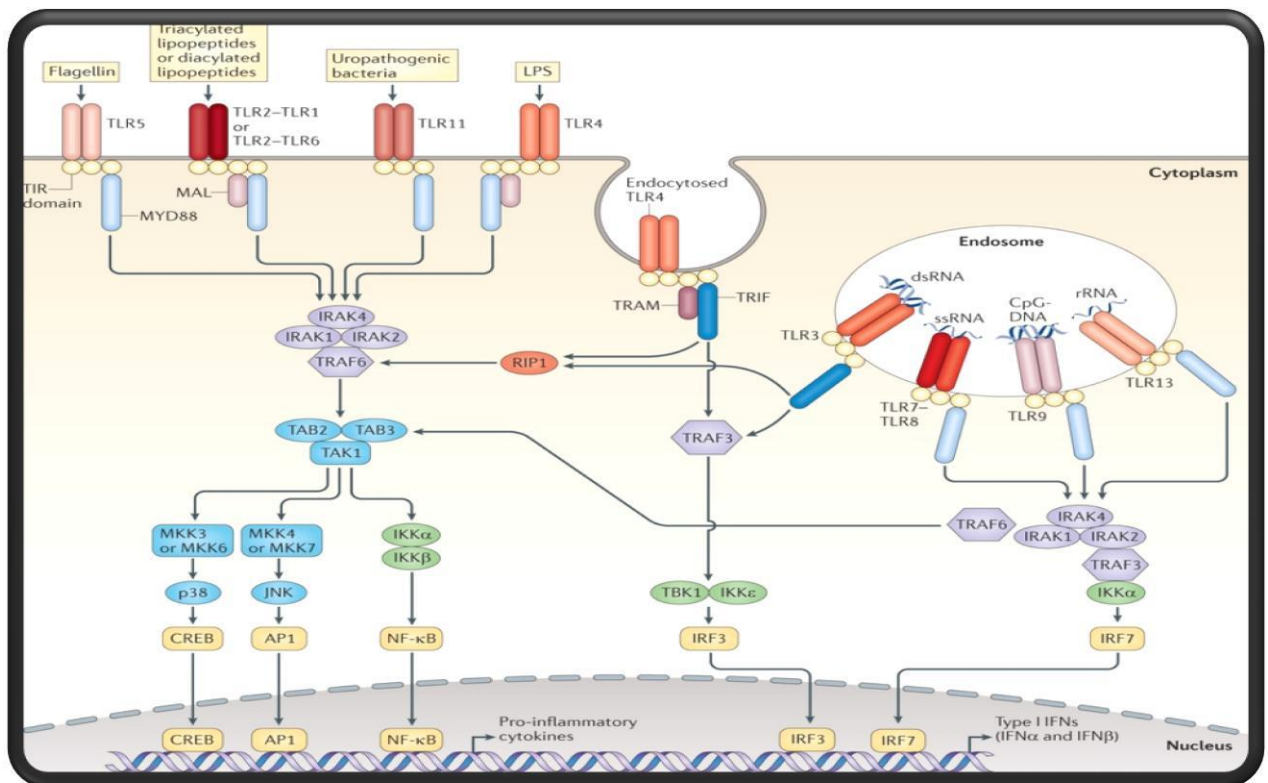 Triacylated
lipopeptides
or diacylated
lipopeptides
Flagellin
Uropathogenic
bacteria
LPS
TLR5
TLR2–TLR1
or
TLR2–TLR6
TLR11
TLR4
Cytoplasm
TIR
domain
MAL
MYD88
Endocytosed
TLR4
Endosome
dsRNA
ssRNA
CpG-
DNA
rRNA
TRAM
TRIF
TLR3
TLR7–
TLR8
TLR9
TLR13
IRAK4
IRAK1
IRAK2
TRAF6
RIP1
TAB2
TAB3
TAK1
TRAF3
MKK3
or MKK6
MKK4
or MKK7
IKKα
IKKβ
TRAF6
IRAK4
IRAK1
IRAK2
TRAF3
IKKα
p38
JNK
TBK1
IKKε
CREB
AP1
NF-κB
IRF3
IRF7
CREB
AP1
NF-κB
Pro-inflammatory
cytokines
IRF3
IRF7
Type I IFNs
(IFNα and IFNβ)
Nucleus